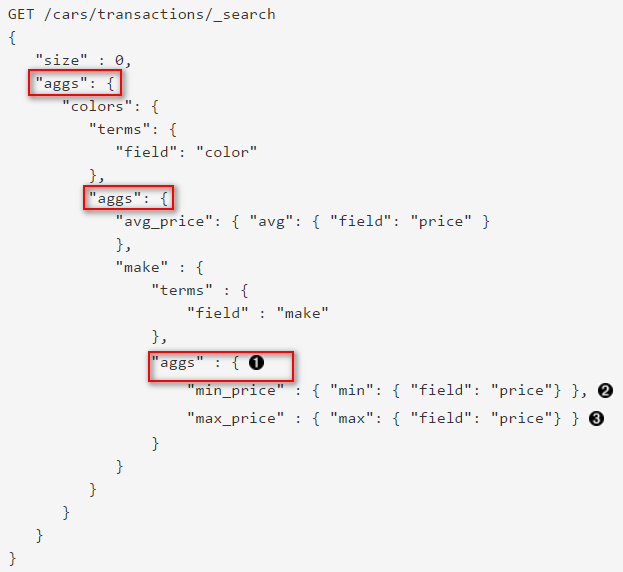 GET /cars/transactions/_search
{
"size" : 0,
"aggs": {
"colors": {
"terms": {
"field": "color"
},
"aggs": {
"avg_price": { "avg": { "field": "price" }
},
"make" : {
"terms" : {
"field" : "make"
},
"aggs" : { ❶
"min_price" : { "min": { "field": "price"} }, ❷
"max_price" : { "max": { "field": "price"} } ❸
}
}
}
}
}
}